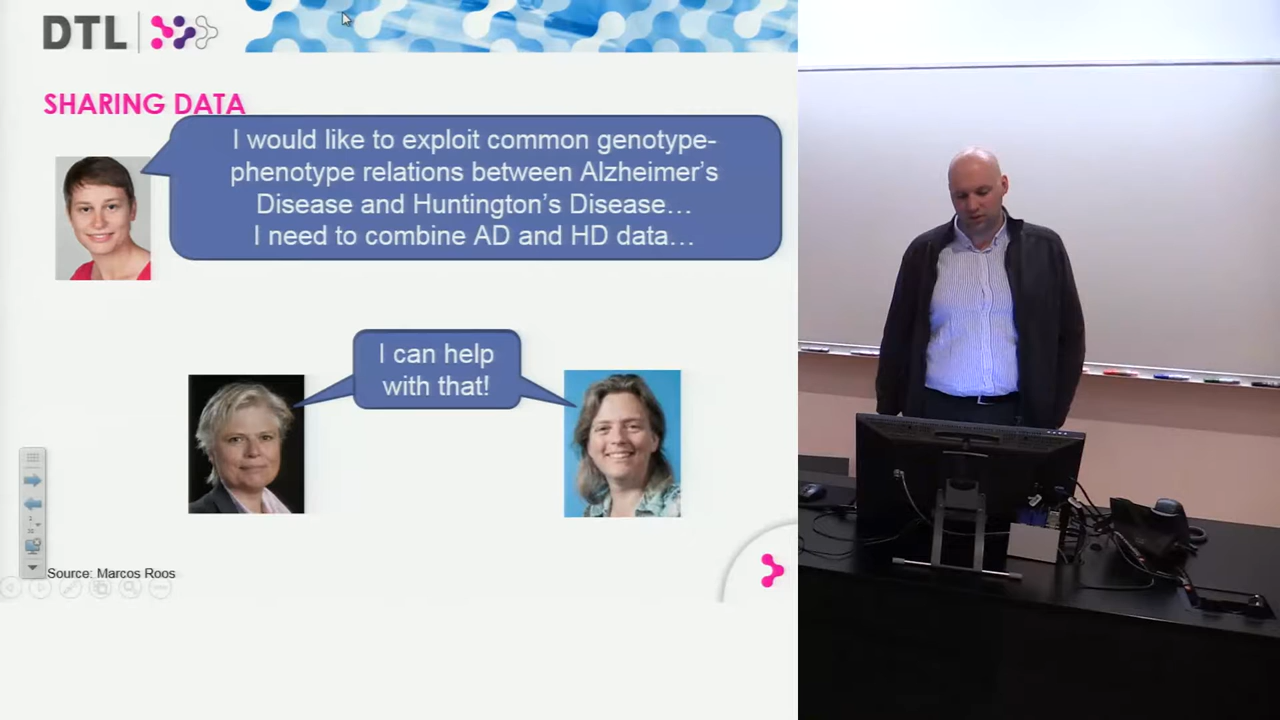 DTL
SHARING DATA
I would like to exploit common genotype-
phenotype relations between Alzheimer's
Disease and Huntington's Disease…
I need to combine AD and HD data…
I can help
with that!
Source: Marcos Roos